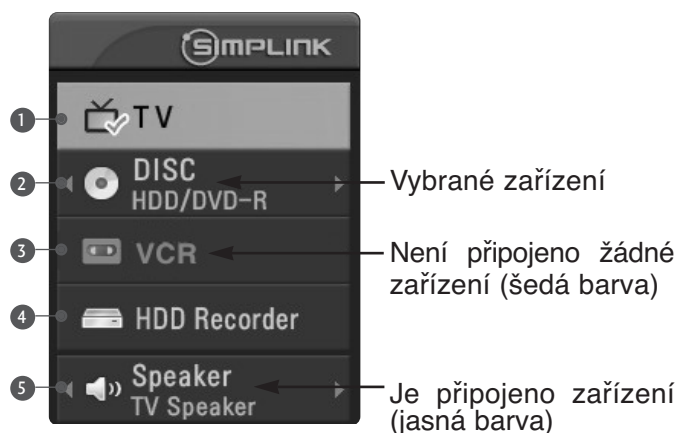 SIMPLINK
1 TV
2 DISC
HDD/DVD-R
Vybrané zařízení
3 VCR
Není připojeno žádné
zařízení (šedá barva)
4 HDD Recorder
5 Speaker
TV Speaker
Je připojeno zařízení
(jasná barva)